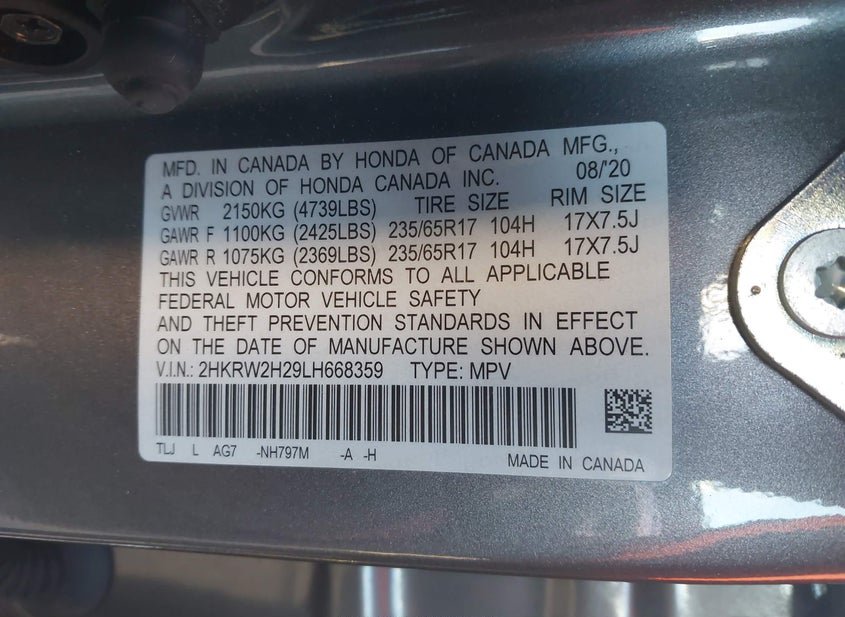 MFD. IN CANADA BY HONDA OF CANADA MFG.,
A DIVISION OF HONDA CANADA INC. 08/'20
GVWR 2150KG (4739LBS) TIRE SIZE RIM SIZE
GAWR F 1100KG (2425LBS) 235/65R17 104H 17X7.5J
GAWR R 1075KG (2369LBS) 235/65R17 104H 17X7.5J
THIS VEHICLE CONFORMS TO ALL APPLICABLE
FEDERAL MOTOR VEHICLE SAFETY
AND THEFT PREVENTION STANDARDS IN EFFECT
ON THE DATE OF MANUFACTURE SHOWN ABOVE.
V.I.N.: 2HKRW2H29LH668359 TYPE: MPV
TLJ L AG7 -NH797M -A -H
MADE IN CANADA